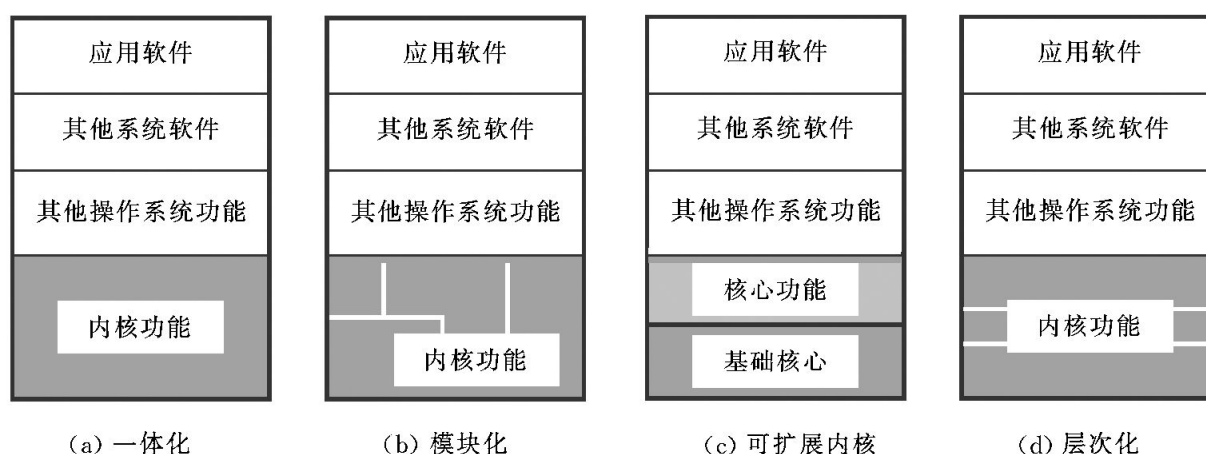 应用软件
其他系统软件
其他操作系统功能
内核功能
(a) 一体化
应用软件
其他系统软件
其他操作系统功能
内核功能
(b) 模块化
应用软件
其他系统软件
其他操作系统功能
核心功能
基础核心
(c) 可扩展内核
应用软件
其他系统软件
其他操作系统功能
内核功能
(d) 层次化